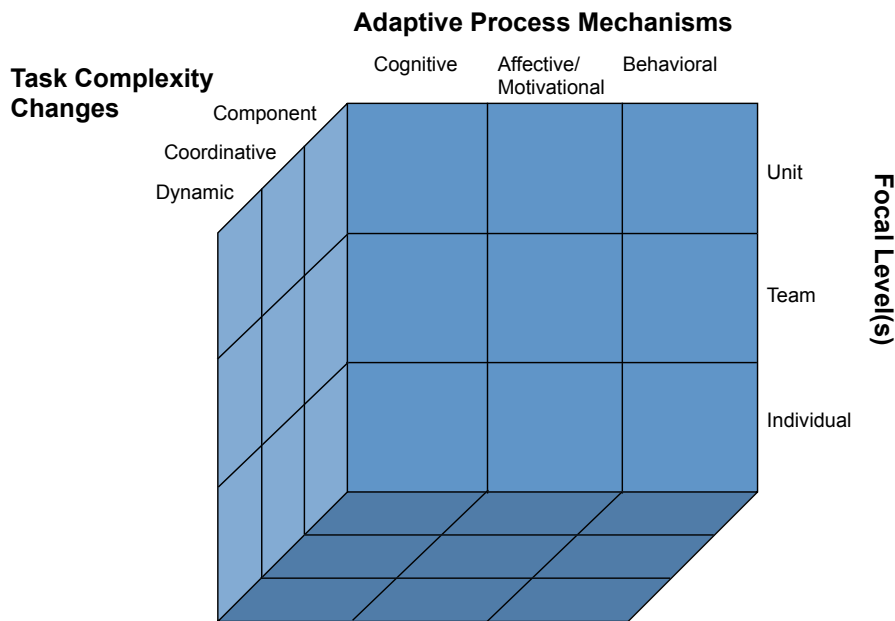 Adaptive Process Mechanisms
Task Complexity
Changes
Cognitive
Affective/
Motivational
Behavioral
Component
Coordinative
Dynamic
Unit
Team
Individual
Focal Level(s)